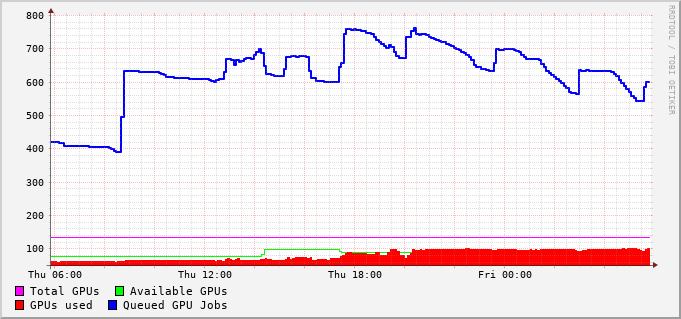 800
700
600
500
400
300
200
100
Thu 06:00 Thu 12:00 Thu 18:00 Fri 00:00
Total GPUs Available GPUs
GPUs used Queued GPU Jobs
RRDTOOL / TOBI OETIKER